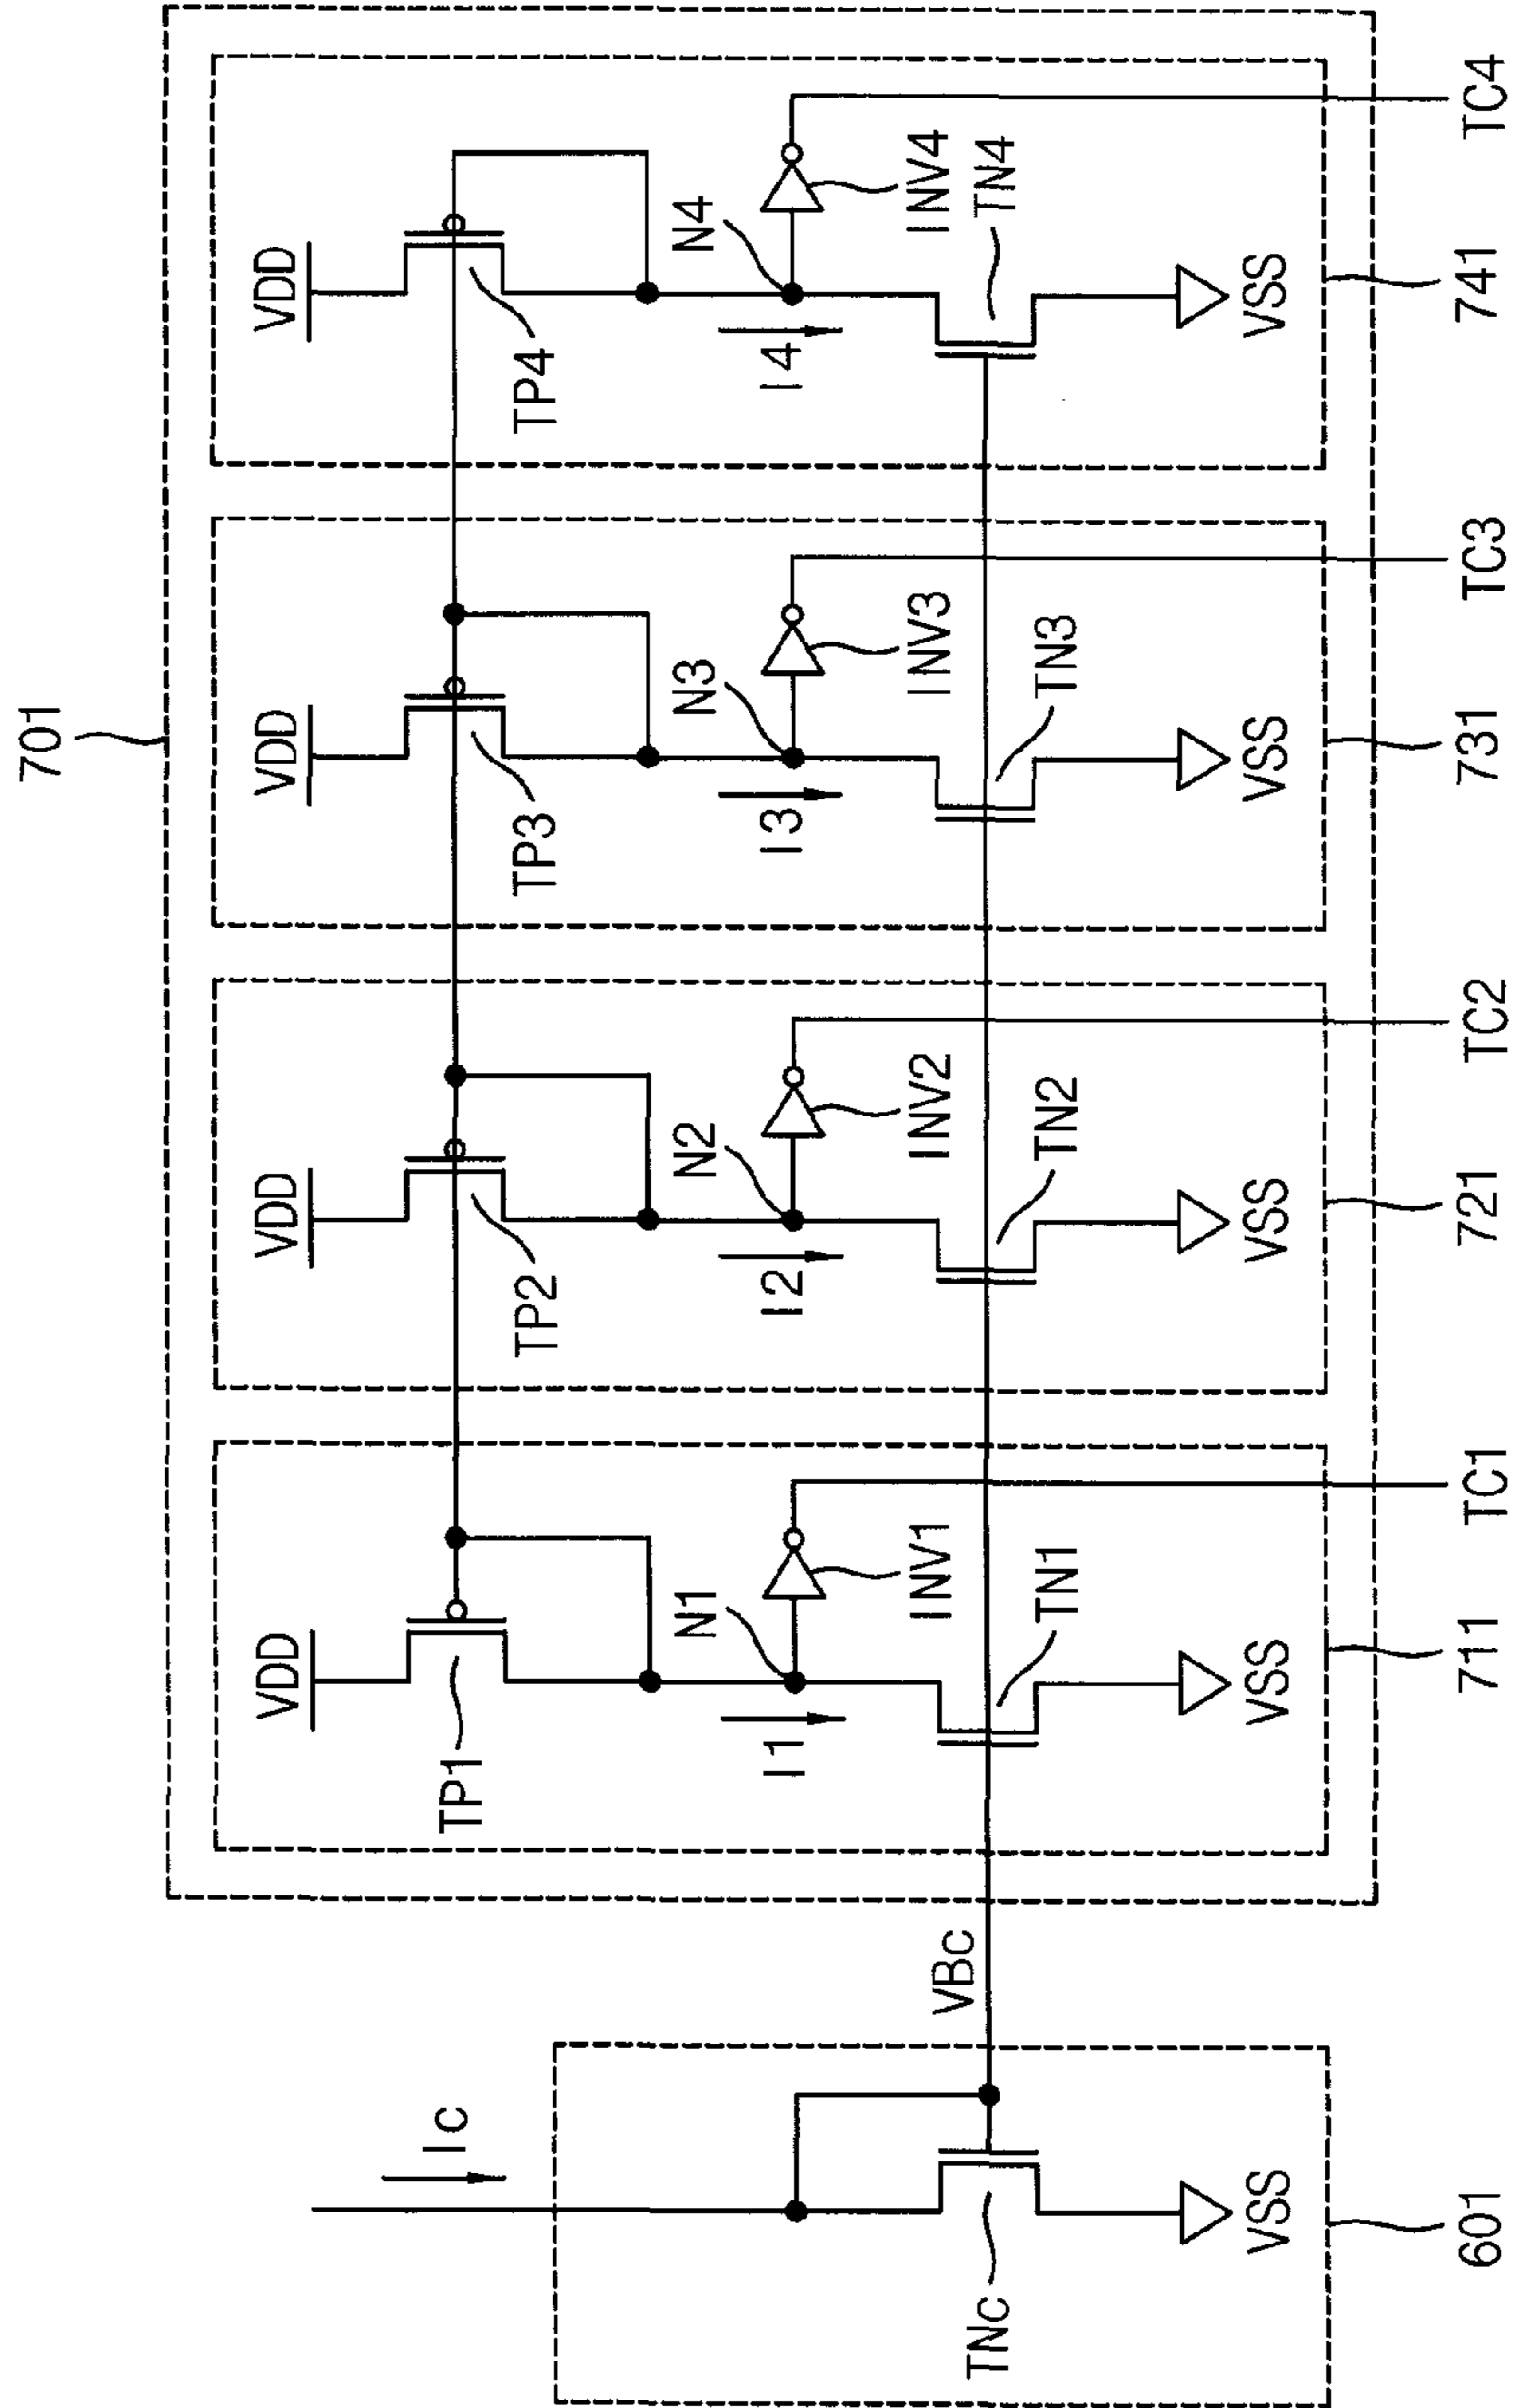 701
VDD
TP1
N1
I1
INV1
TN1
VSS
711
TC1
VDD
TP2
N2
I2
INV2
TN2
VSS
721
TC2
VDD
TP3
N3
I3
INV3
TN3
VSS
731
TC3
VDD
TP4
N4
I4
INV4
TN4
VSS
741
TC4
Ic
VBc
TNc
VSS
601